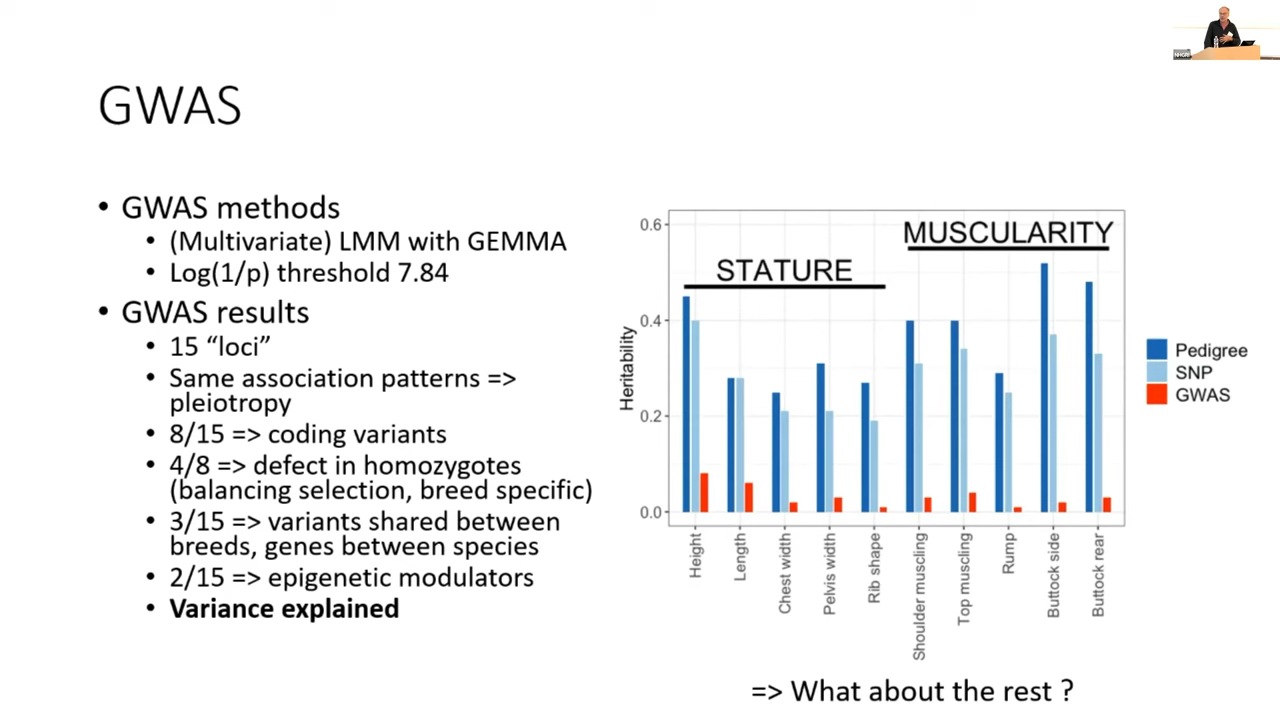 NHGRI
GWAS
• GWAS methods
• (Multivariate) LMM with GEMMA
• Log(1/p) threshold 7.84
• GWAS results
• 15 “loci”
• Same association patterns =>
pleiotropy
• 8/15 => coding variants
• 4/8 => defect in homozygotes
(balancing selection, breed specific)
• 3/15 => variants shared between
breeds, genes between species
• 2/15 => epigenetic modulators
• Variance explained
MUSCULARITY
STATURE
Heritability
0.6
0.4
0.2
0.0
Height
Length
Chest width
Pelvis width
Rib shape
Shoulder muscling
Top muscling
Rump
Buttock side
Buttock rear
Pedigree
SNP
GWAS
=> What about the rest ?